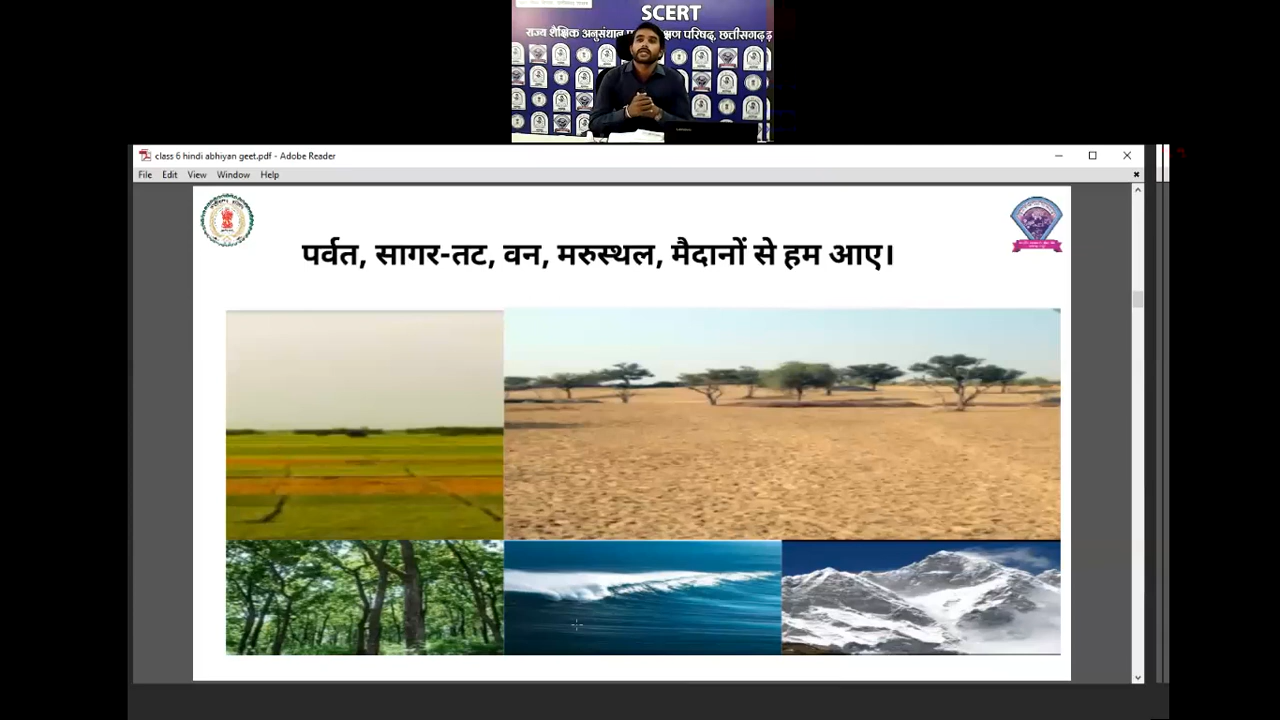 SCERT
राज्य शैक्षिक अनुसंधान
क्षण परिषद्, छत्तीसगढ़
class 6 hindi abhiyan geet.pdf - Adobe Reader
File Edit View Window Help
पर्वत, सागर-तट, वन, मरुस्थल, मैदानों से हम आए।